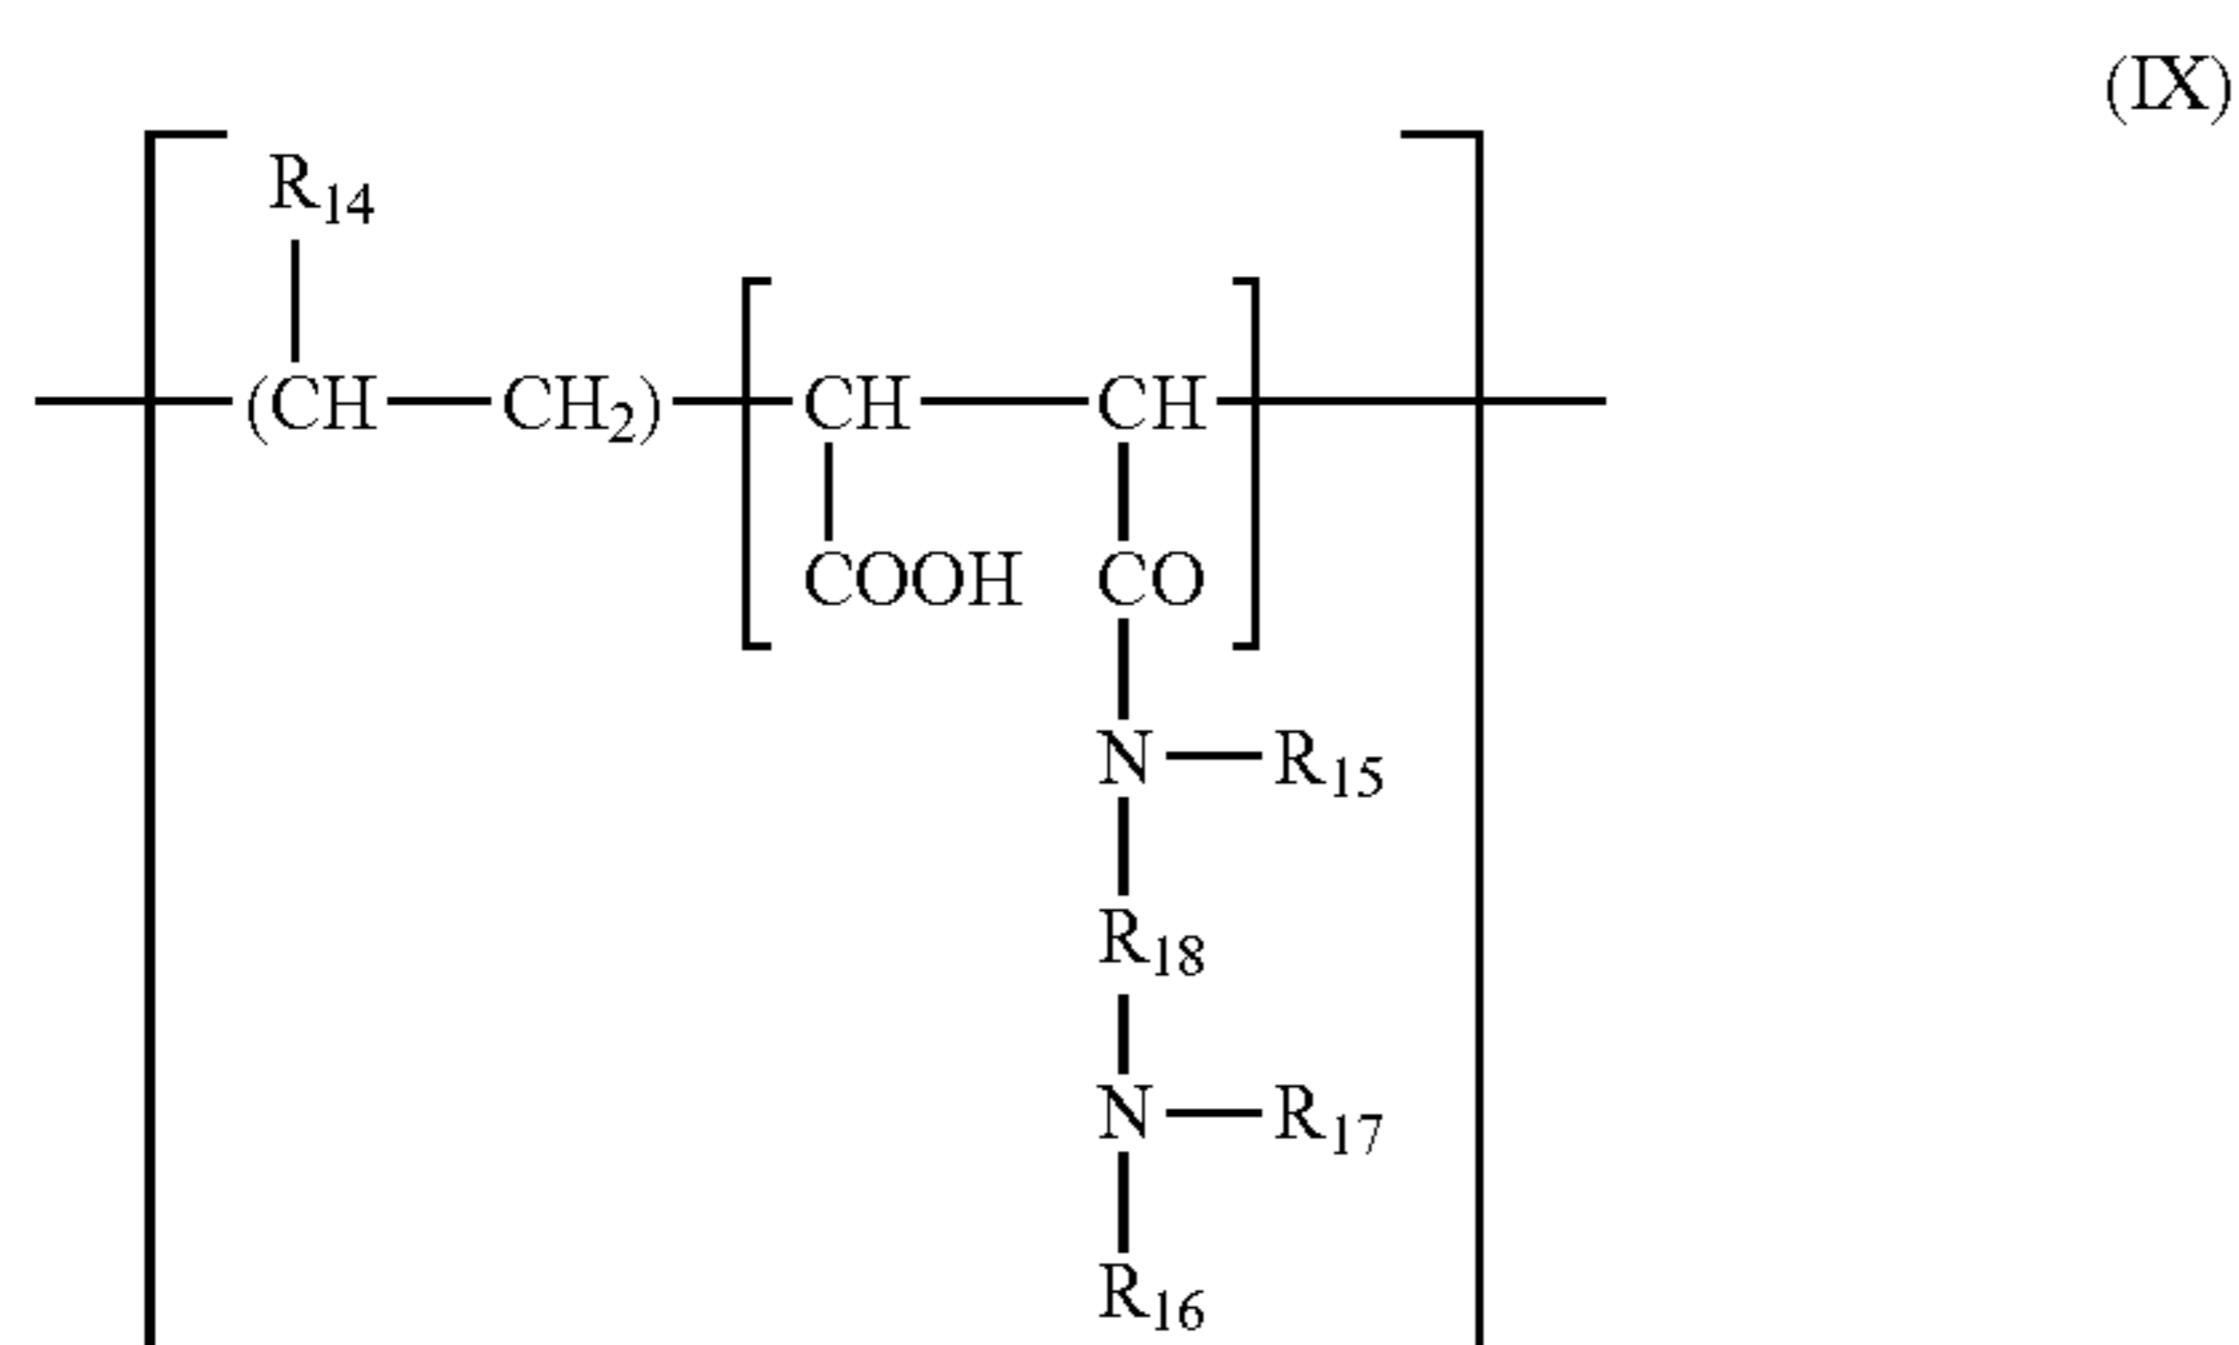 (IX)
R14
(CH CH2) CH CH
COOH CO
N R15
R18
N R17
R16